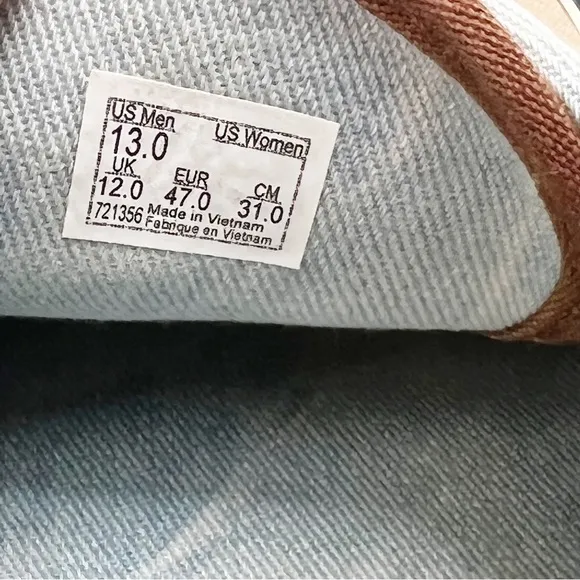 US Men US Women
13.0
UK EUR CM
12.0 47.0 31.0
721356 Made in Vietnam
Fabrique en Vietnam